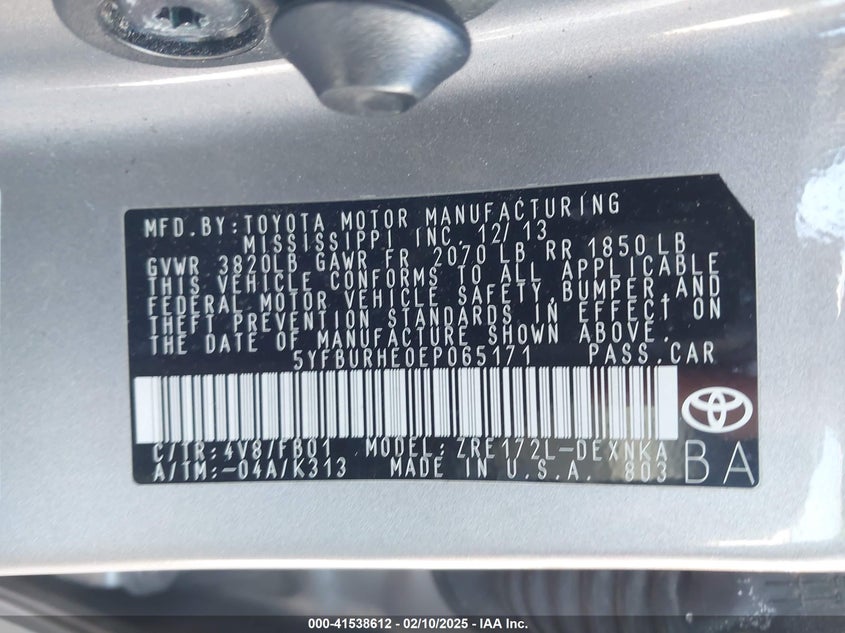 MFD. BY: TOYOTA MOTOR MANUFACTURING
MISSISSIPPI INC. 12/13
GVWR 3820LB GAWR FR 2070 LB RR 1850 LB
THIS VEHICLE CONFORMS TO ALL APPLICABLE
FEDERAL MOTOR VEHICLE SAFETY, BUMPER, AND
THEFT PREVENTION STANDARDS IN EFFECT ON
THE DATE OF MANUFACTURE SHOWN ABOVE.
5YFBURHE0EP065171 PASS. CAR
C/TR: 4V87/FB01 MODEL: ZRE172L-DEXNKA
A/TM: -04A/K313 MADE IN U.S.A. 803
BA
000-41538612 - 02/10/2025 - IAA Inc.